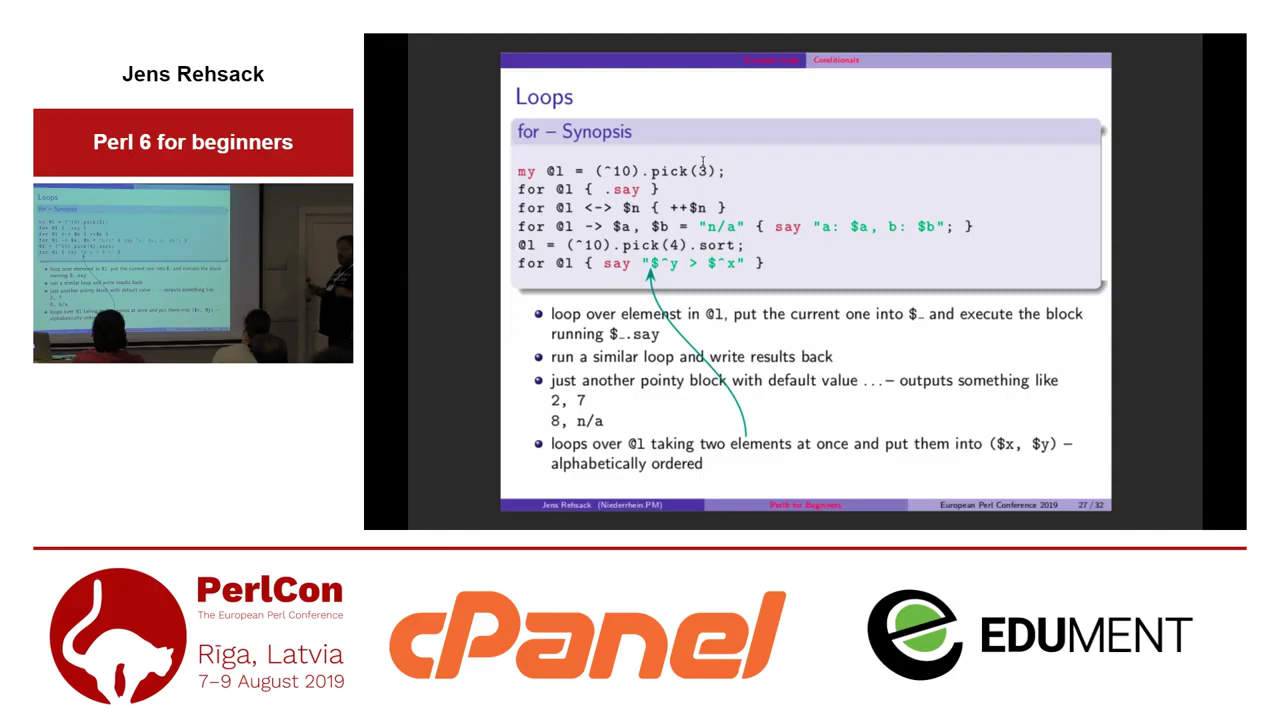 Jens Rehsack
Perl 6 for beginners
Conditionals
Loops
for – Synopsis
my @l = (^10).pick(3);
for @l { .say }
for @l <-> $n { ++$n }
for @l -> $a, $b = "n/a" { say "a: $a, b: $b"; }
@l = (^10).pick(4).sort;
for @l { say "$^y > $^x" }
loop over elemenst in @l, put the current one into $_ and execute the block
running $_.say
run a similar loop and write results back
just another pointy block with default value ...– outputs something like
2, 7
8, n/a
loops over @l taking two elements at once and put them into ($x, $y) –
alphabetically ordered
Jens Rehsack (Niederrhein.PM)
Perl6 for Beginners
European Perl Conference 2019
27 / 32
PerlCon
The European Perl Conference
Rīga, Latvia
7–9 August 2019
cPanel
EDUMENT